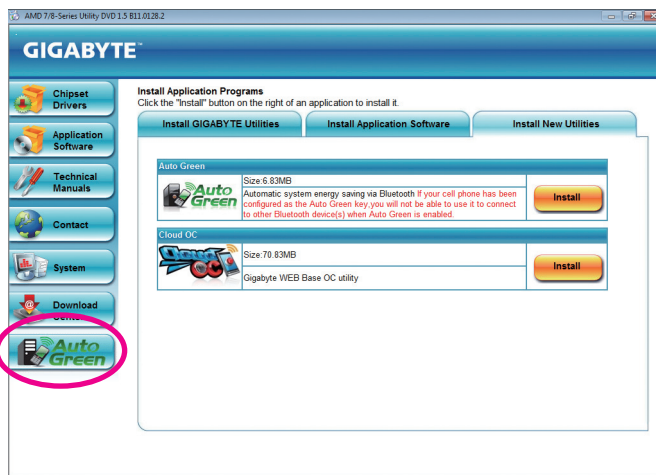 AMD 7/8-Series Utility DVD 1.5 B11.0128.2
GIGABYTE™
Chipset
Drivers
Application
Software
Technical
Manuals
Contact
System
Download
Center
Auto
Green
Install Application Programs
Click the "Install" button on the right of an application to install it.
Install GIGABYTE Utilities
Install Application Software
Install New Utilities
Auto Green
Auto
Green
Size:6.83MB
Automatic system energy saving via Bluetooth If your cell phone has been
configured as the Auto Green key,you will not be able to use it to connect
to other Bluetooth device(s) when Auto Green is enabled.
Install
Cloud OC
Cloud
OC
Size:70.83MB
Gigabyte WEB Base OC utility
Install